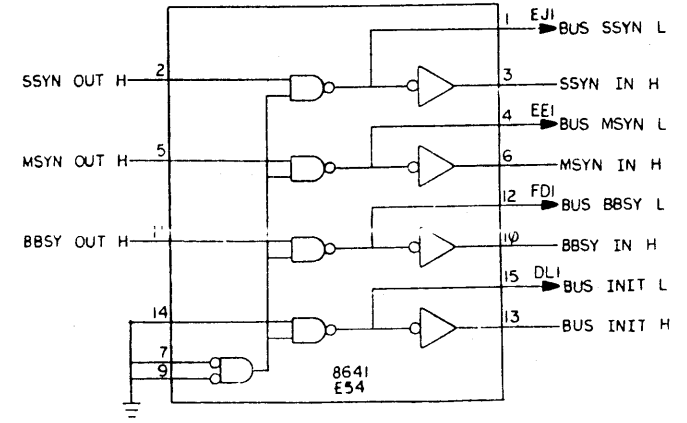 1 EJ1 BUS SSYN L
SSYN OUT H 2
3 SSYN IN H
4 EE1 BUS MSYN L
MSYN OUT H 5
6 MSYN IN H
12 FD1 BUS BBSY L
BBSY OUT H 11
10 BBSY IN H
15 DL1 BUS INIT L
14
13 BUS INIT H
7
9
8641
E54